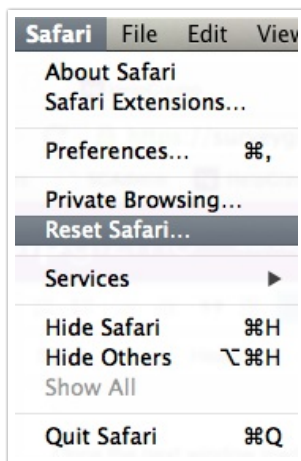 Safari File Edit View
About Safari
Safari Extensions...
Preferences... ⌘,
Private Browsing...
Reset Safari...
Services ▶
Hide Safari ⌘H
Hide Others ⌥⌘H
Show All
Quit Safari ⌘Q